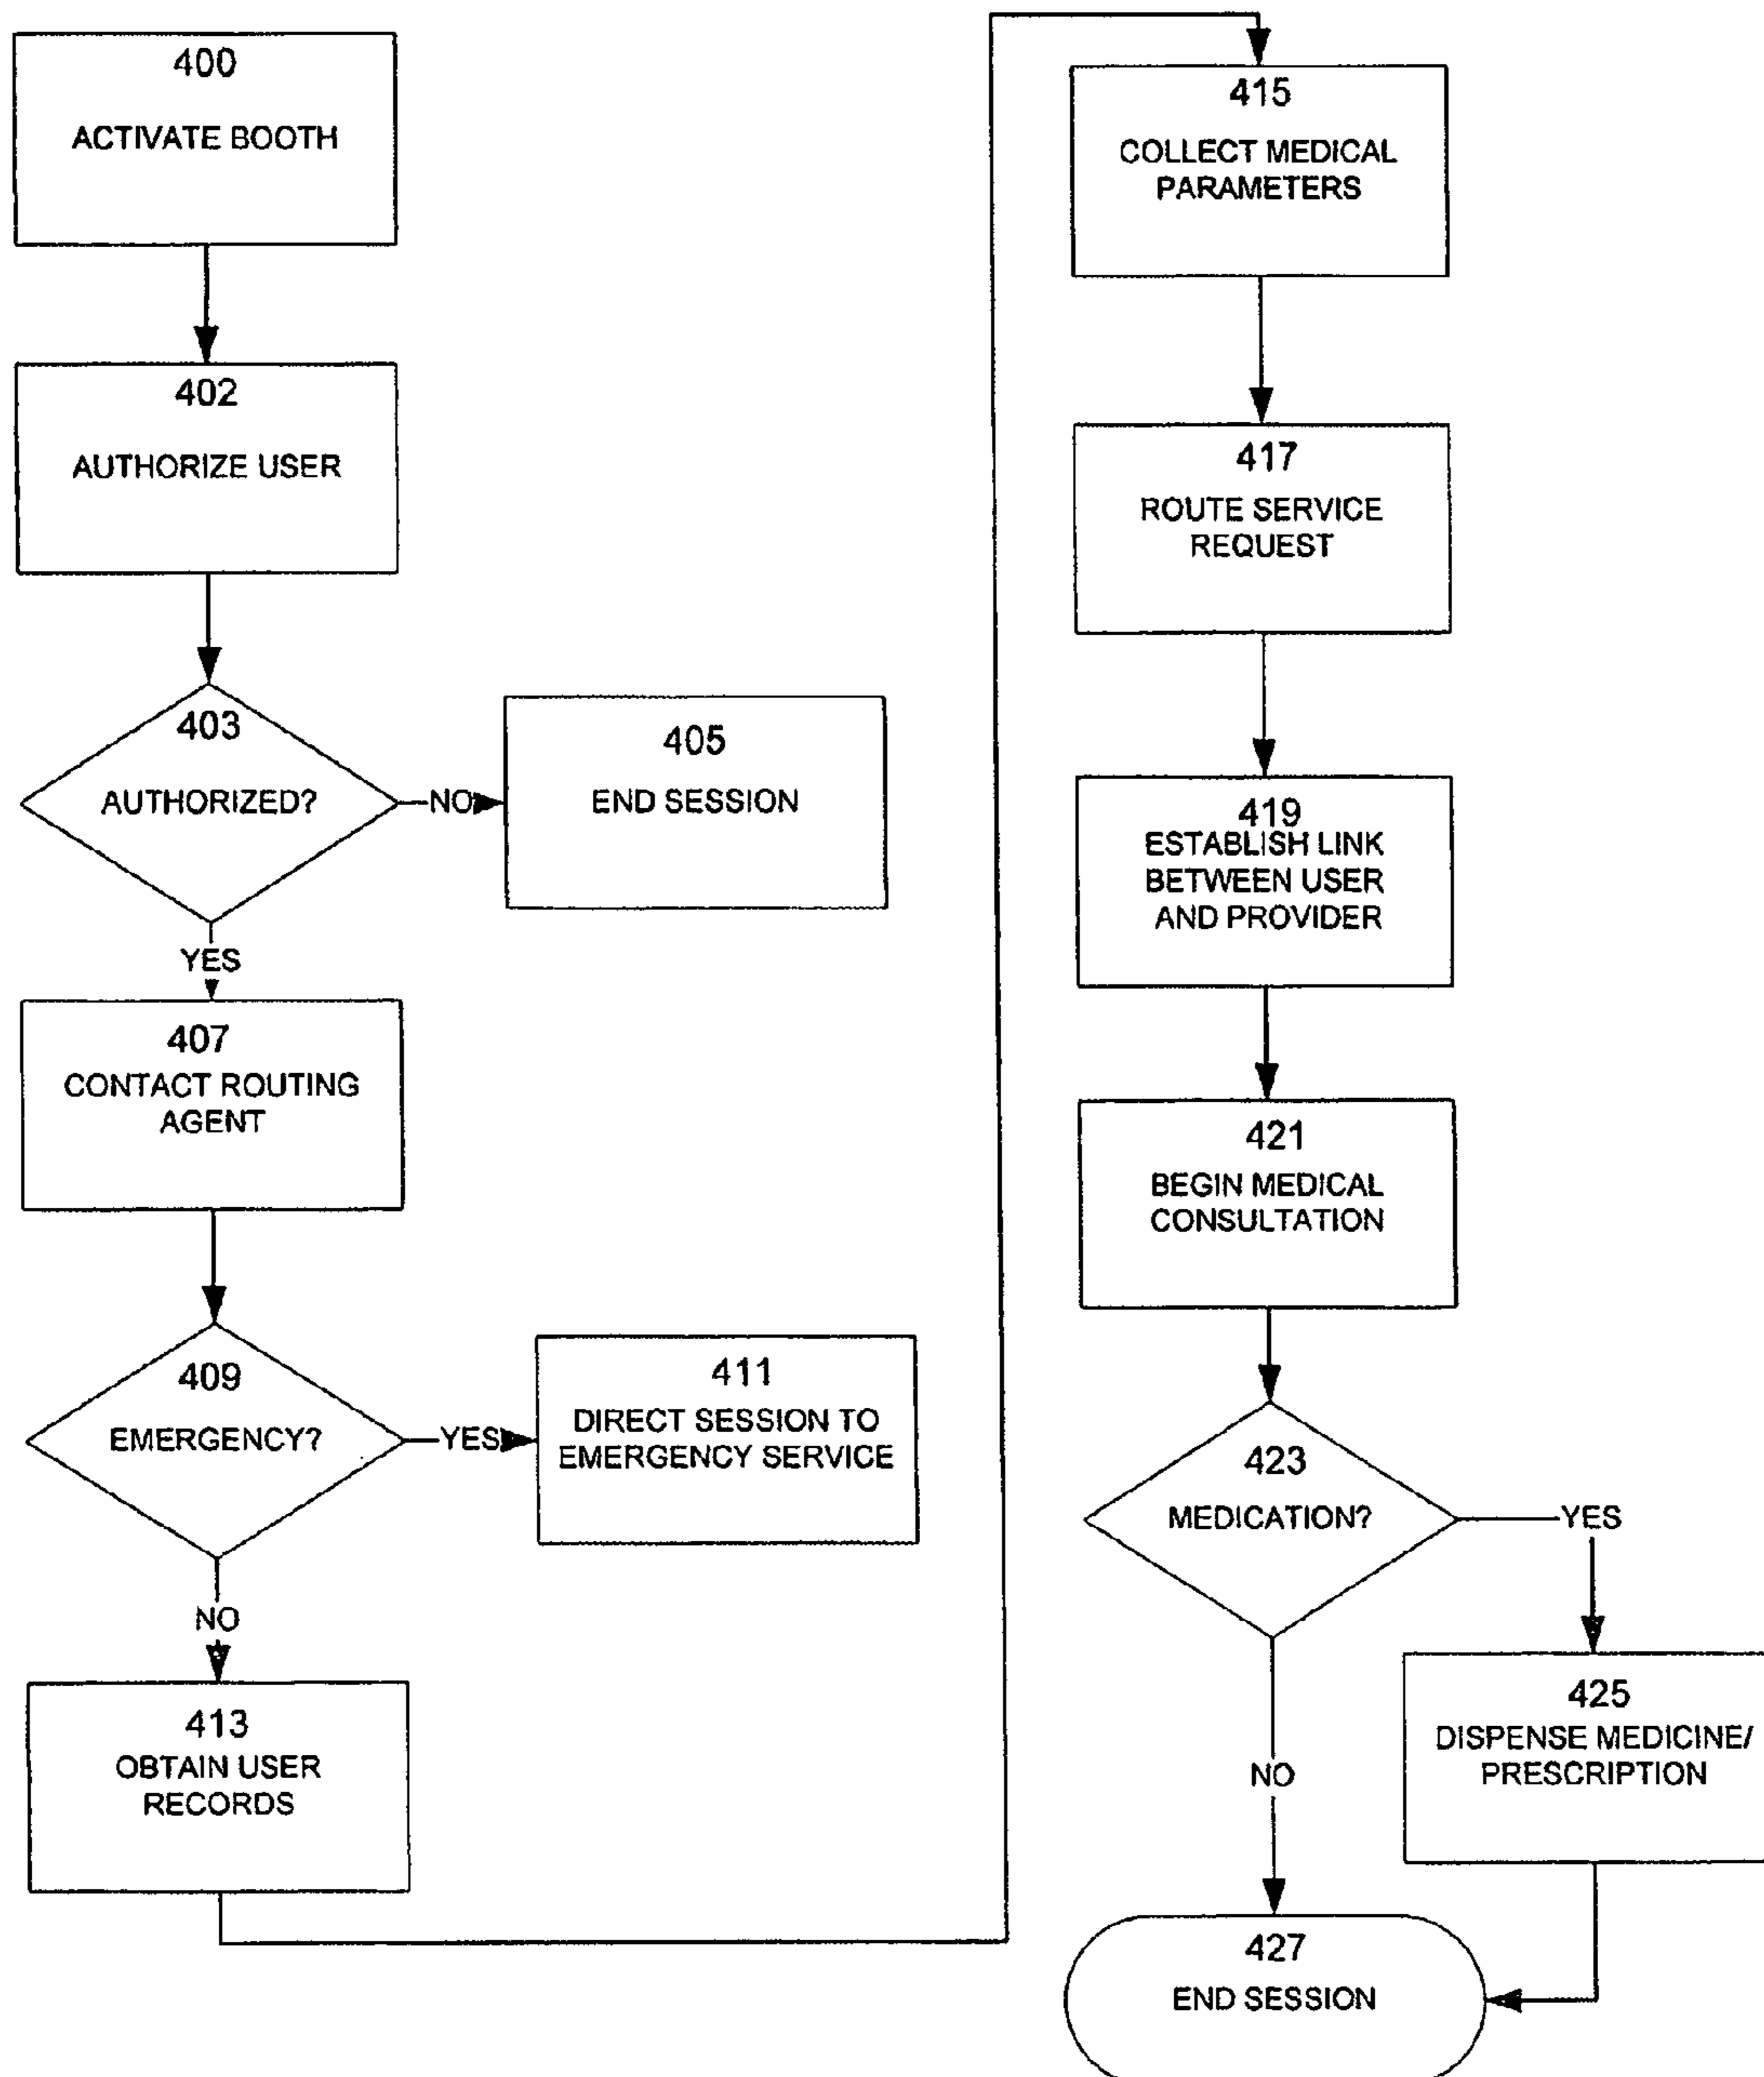 400
ACTIVATE BOOTH
402
AUTHORIZE USER
403
AUTHORIZED?
NO
405
END SESSION
YES
407
CONTACT ROUTING
AGENT
409
EMERGENCY?
YES
411
DIRECT SESSION TO
EMERGENCY SERVICE
NO
413
OBTAIN USER
RECORDS
415
COLLECT MEDICAL
PARAMETERS
417
ROUTE SERVICE
REQUEST
419
ESTABLISH LINK
BETWEEN USER
AND PROVIDER
421
BEGIN MEDICAL
CONSULTATION
423
MEDICATION?
YES
425
DISPENSE MEDICINE/
PRESCRIPTION
NO
427
END SESSION